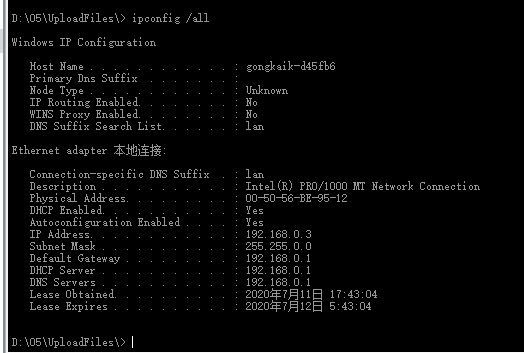 D:\O5\UploadFiles\> ipconfig /all
Windows IP Configuration
Host Name . . . . . . . . . . . . : gongkaik-d45fb6
Primary Dns Suffix . . . . . . . :
Node Type . . . . . . . . . . . . : Unknown
IP Routing Enabled. . . . . . . . : No
WINS Proxy Enabled. . . . . . . . : No
DNS Suffix Search List. . . . . . : lan
Ethernet adapter 本地连接:
Connection-specific DNS Suffix . : lan
Description . . . . . . . . . . . : Intel(R) PRO/1000 MT Network Connection
Physical Address. . . . . . . . . : 00-50-56-BE-95-12
DHCP Enabled. . . . . . . . . . . : Yes
Autoconfiguration Enabled . . . . : Yes
IP Address. . . . . . . . . . . . : 192.168.0.3
Subnet Mask . . . . . . . . . . . : 255.255.0.0
Default Gateway . . . . . . . . . : 192.168.0.1
DHCP Server . . . . . . . . . . . : 192.168.0.1
DNS Servers . . . . . . . . . . . : 192.168.0.1
Lease Obtained. . . . . . . . . . : 2020年7月11日 17:43:04
Lease Expires . . . . . . . . . . : 2020年7月12日 5:43:04
D:\O5\UploadFiles\>